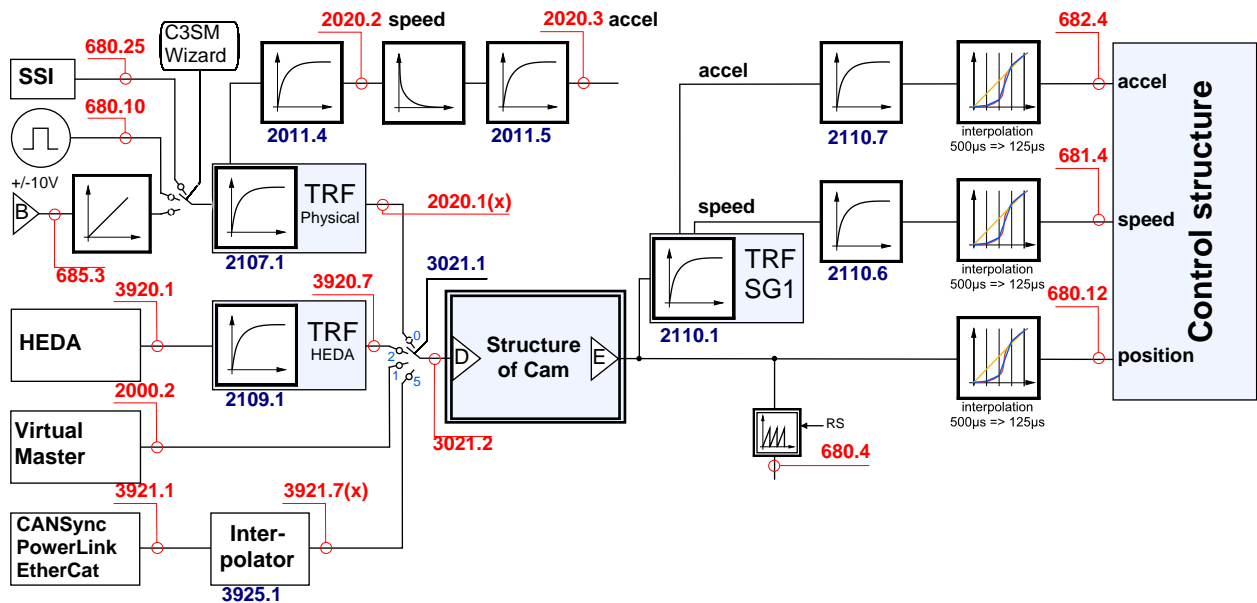 2020.2 speed
2020.3 accel
682.4
C3SM
Wizard
680.25
SSI
680.10
+/-10V
B
685.3
2011.4
2011.5
TRF
Physical
2107.1
2020.1(x)
accel
2110.7
interpolation
500µs => 125µs
accel
681.4
speed
2110.6
interpolation
500µs => 125µs
speed
TRF
SG1
2110.1
680.12
position
Control structure
3021.1
3920.1
HEDA
3920.7
TRF
HEDA
2109.1
0
2
1
5
D
Structure
of Cam
E
3021.2
interpolation
500µs => 125µs
RS
680.4
2000.2
Virtual
Master
3921.1
CANSync
PowerLink
EtherCat
3921.7(x)
Inter-
polator
3925.1